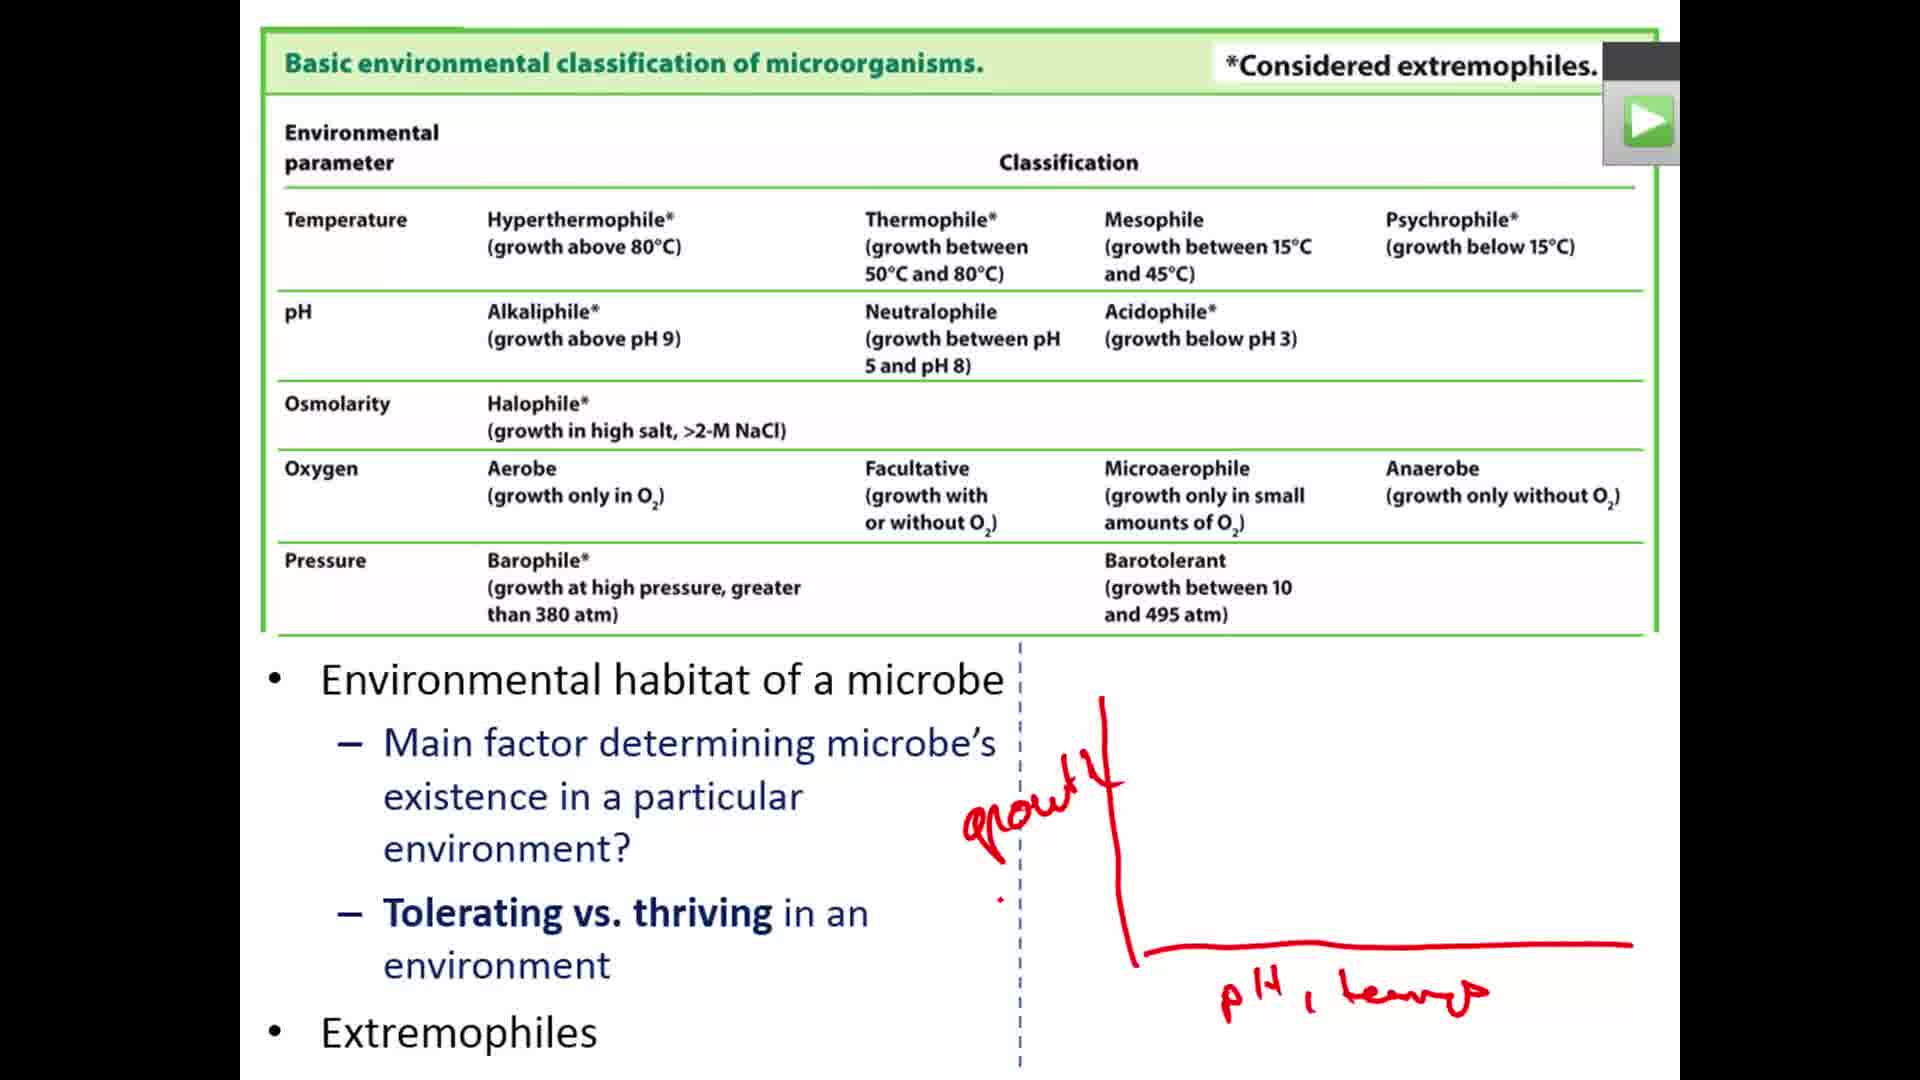 Basic environmental classification of microorganisms.
*Considered extremophiles.
Environmental
parameter
Classification
Temperature
Hyperthermophile*
(growth above 80°C)
Thermophile*
(growth between
50°C and 80°C)
Mesophile
(growth between 15°C
and 45°C)
Psychrophile*
(growth below 15°C)
pH
Alkaliphile*
(growth above pH 9)
Neutralophile
(growth between pH
5 and pH 8)
Acidophile*
(growth below pH 3)
Osmolarity
Halophile*
(growth in high salt, >2-M NaCl)
Oxygen
Aerobe
(growth only in O₂)
Facultative
(growth with
or without O₂)
Microaerophile
(growth only in small
amounts of O₂)
Anaerobe
(growth only without O₂)
Pressure
Barophile*
(growth at high pressure, greater
than 380 atm)
Barotolerant
(growth between 10
and 495 atm)
• Environmental habitat of a microbe
– Main factor determining microbe's
existence in a particular
environment?
– Tolerating vs. thriving in an
environment
• Extremophiles
growth
pH, temp